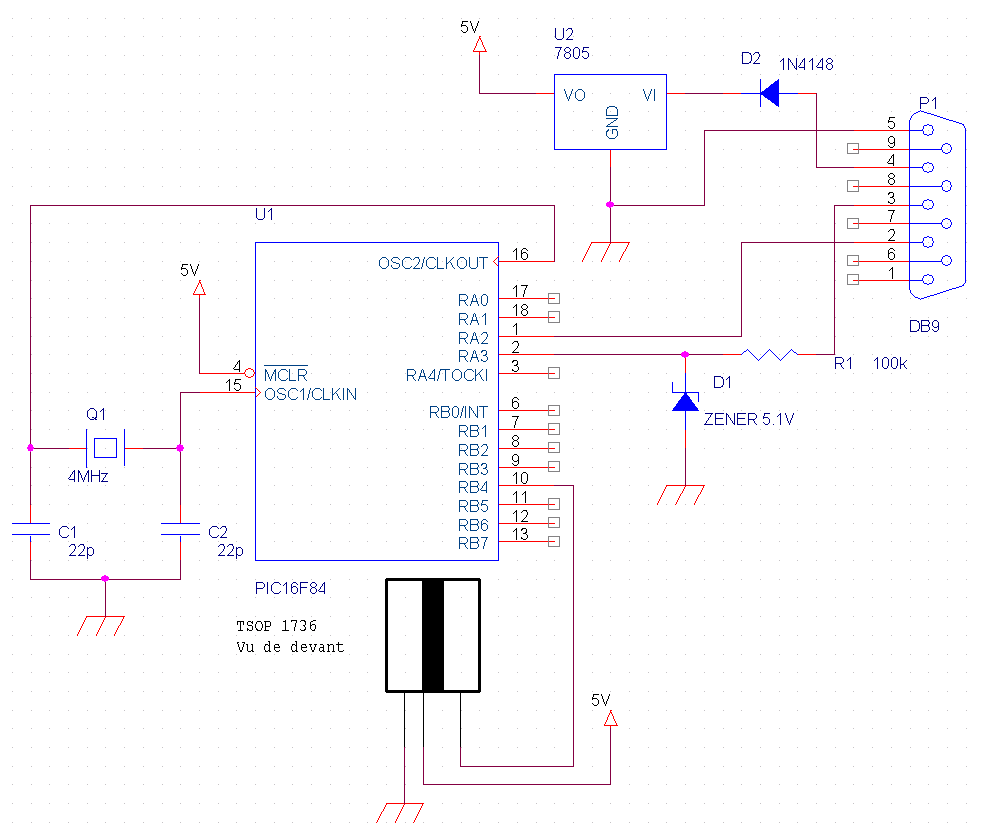 5V
U2
7805
VO
VI
GND
D2
1N4148
P1
5
9
4
8
3
7
2
6
1
DB9
U1
5V
OSC2/CLKOUT
16
RA0
17
RA1
18
RA2
1
RA3
2
RA4/TOCKI
3
4
MCLR
15
OSC1/CLKIN
RB0/INT
6
RB1
7
RB2
8
RB3
9
RB4
10
RB5
11
RB6
12
RB7
13
R1 100k
D1
ZENER 5.1V
Q1
4MHz
C1
22p
C2
22p
PIC16F84
TSOP 1736
Vu de devant
5V